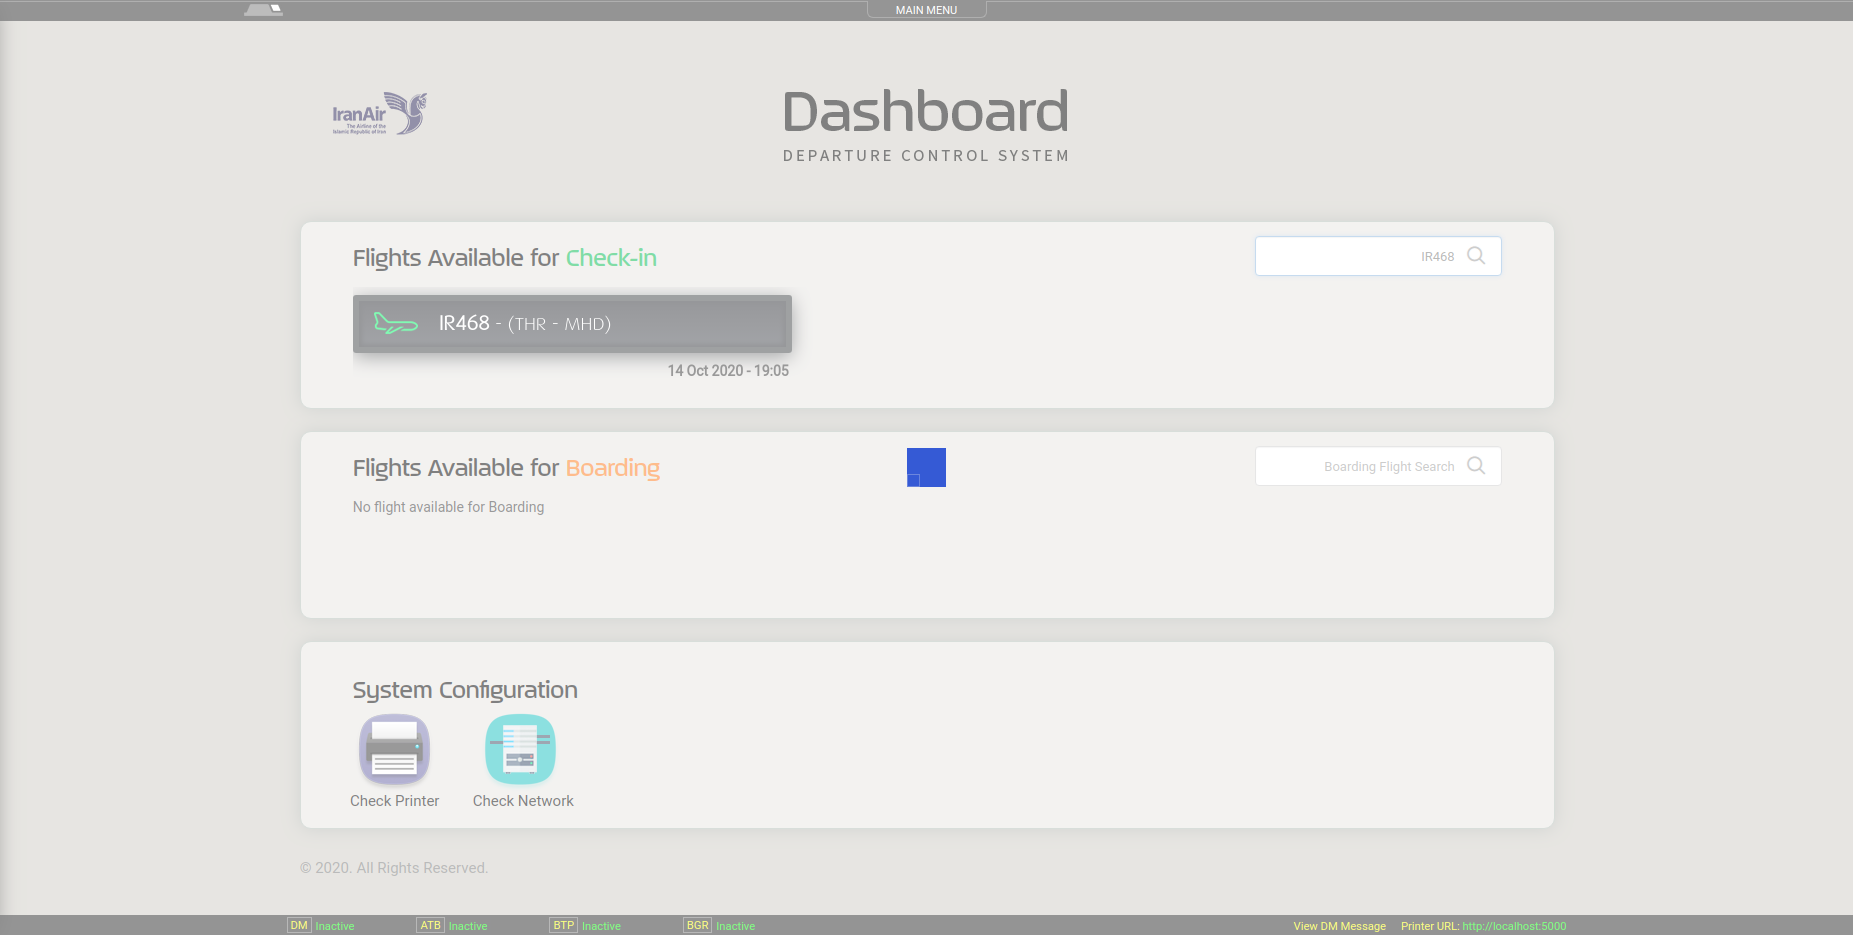 MAIN MENU
IranAir
The Airline of the
Islamic Republic of Iran
Dashboard
DEPARTURE CONTROL SYSTEM
Flights Available for Check-in
IR468
IR468 - (THR - MHD)
14 Oct 2020 - 19:05
Flights Available for Boarding
Boarding Flight Search
No flight available for Boarding
System Configuration
Check Printer
Check Network
© 2020. All Rights Reserved.
DM Inactive ATB Inactive BTP Inactive BGR Inactive View DM Message Printer URL: http://localhost:5000